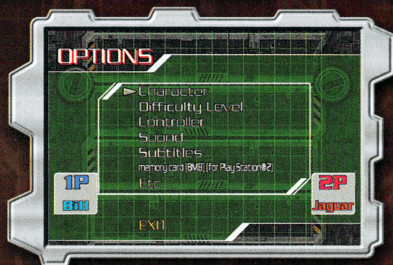 OPTIONS
Character
Difficulty Level
Controller
Sound
Subtitles
memory card (8MB)(for PlayStation®2)
Etc
1P
Bill
2P
Jaguar
EXIT